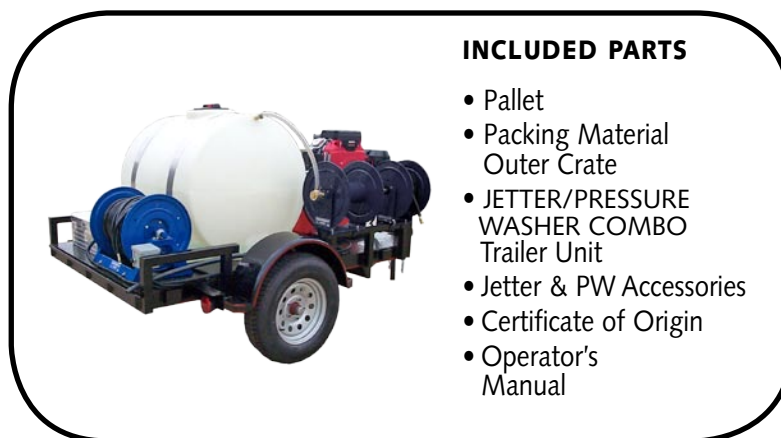 INCLUDED PARTS
• Pallet
• Packing Material
Outer Crate
• JETTER/PRESSURE
WASHER COMBO
Trailer Unit
• Jetter & PW Accessories
• Certificate of Origin
• Operator's
Manual